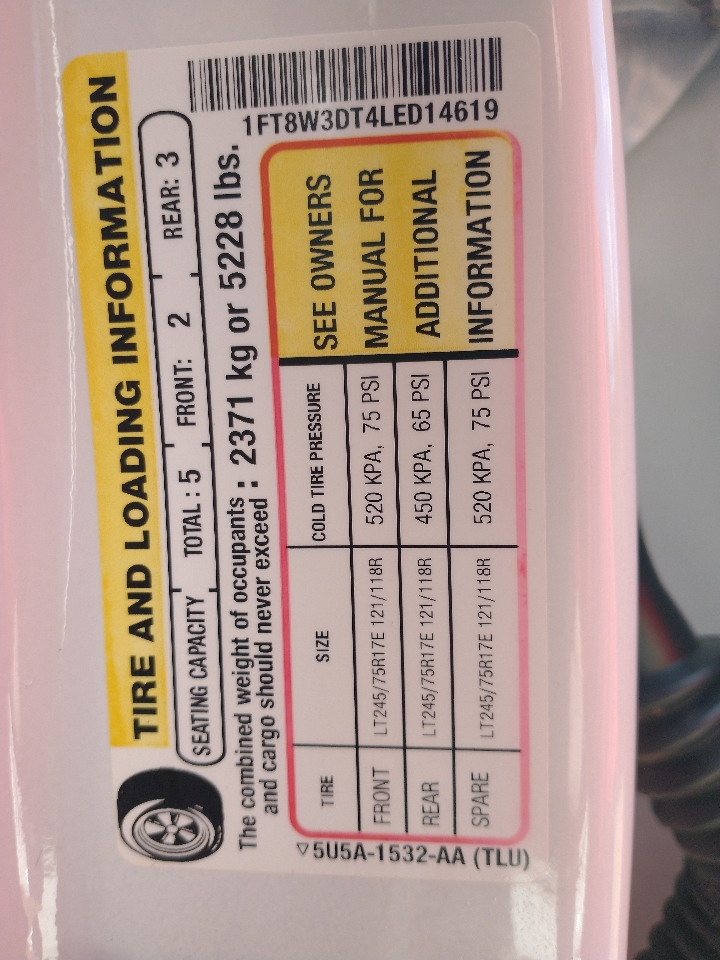 TIRE AND LOADING INFORMATION
SEATING CAPACITY TOTAL : 5 FRONT: 2 REAR: 3
The combined weight of occupants and cargo should never exceed : 2371 kg or 5228 lbs.
1FT8W3DT4LED14619
TIRE SIZE COLD TIRE PRESSURE
FRONT LT245/75R17E 121/118R 520 KPA, 75 PSI
REAR LT245/75R17E 121/118R 450 KPA, 65 PSI
SPARE LT245/75R17E 121/118R 520 KPA, 75 PSI
SEE OWNERS
MANUAL FOR
ADDITIONAL
INFORMATION
▽5U5A-1532-AA (TLU)